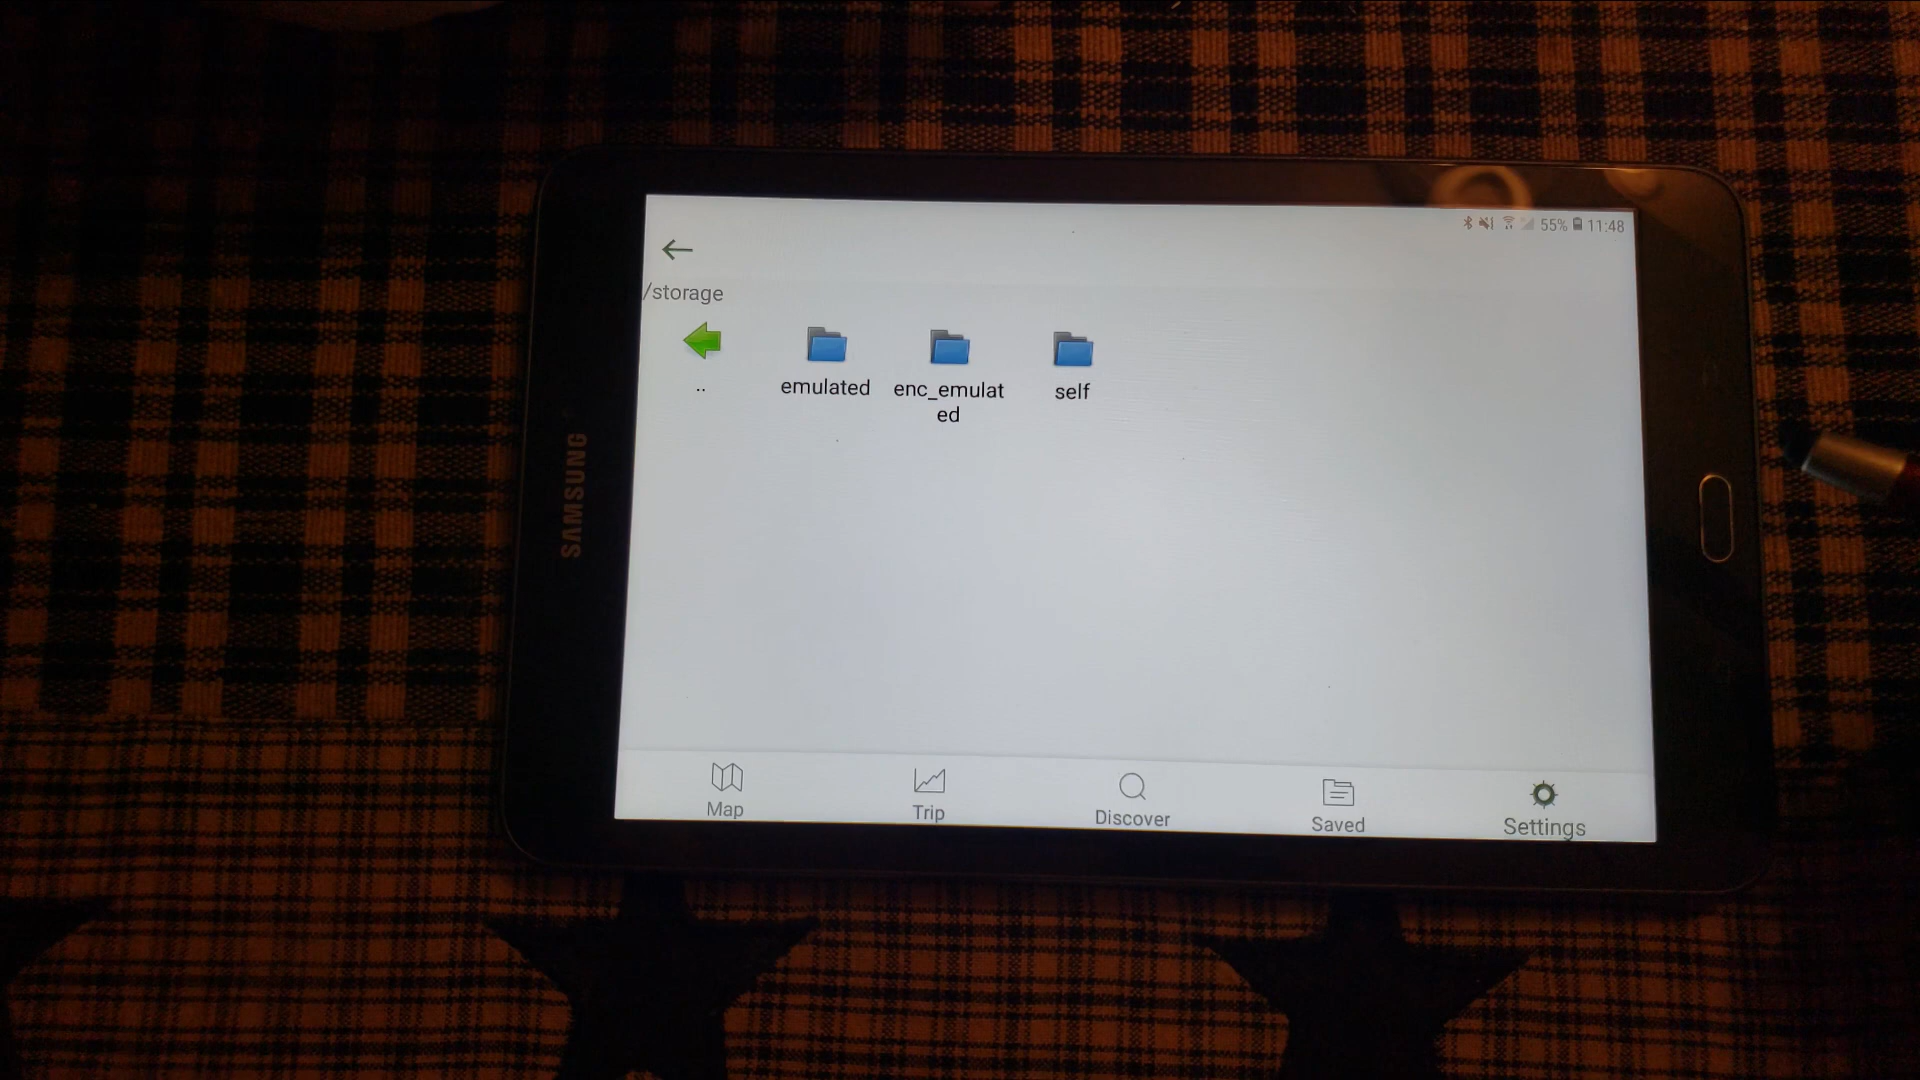 55% 11:48
/storage
..
emulated
enc_emulat
ed
self
SAMSUNG
Map
Trip
Discover
Saved
Settings